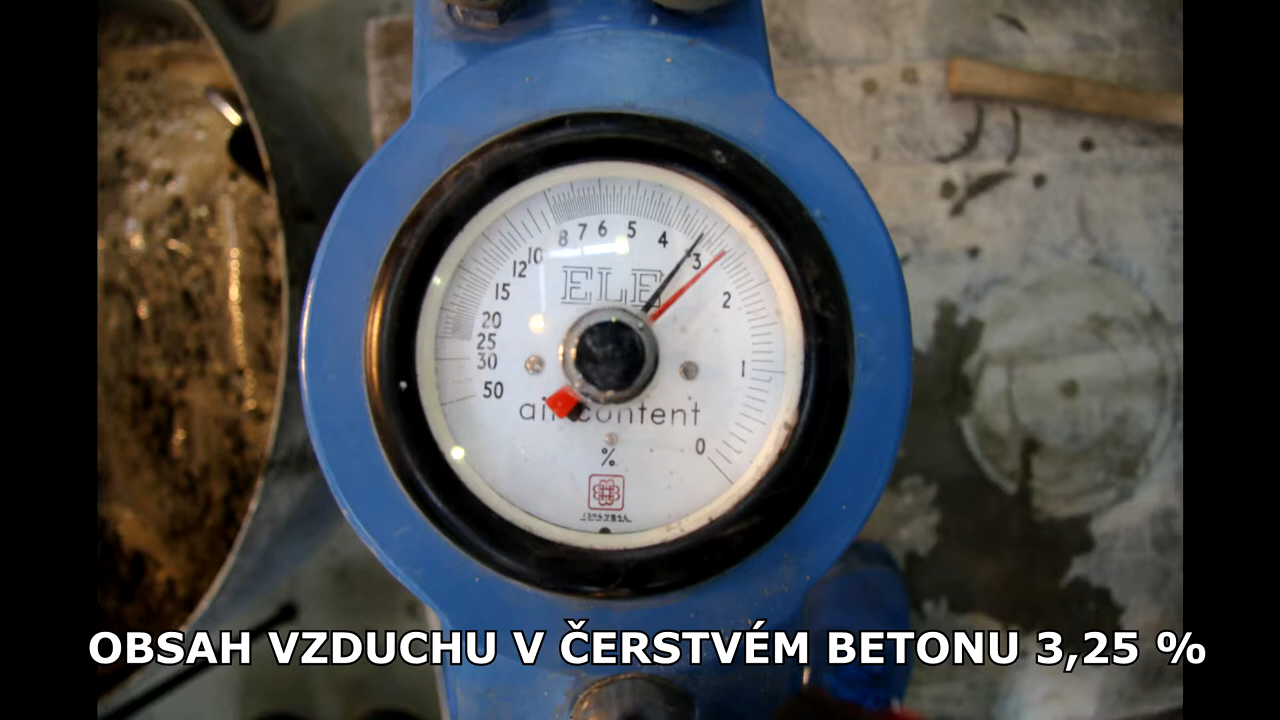 8 7 6 5 4
10 3
12
ELE
15 2
20
25
30 1
50
air content
0
%
OBSAH VZDUCHU V ČERSTVÉM BETONU 3,25 %